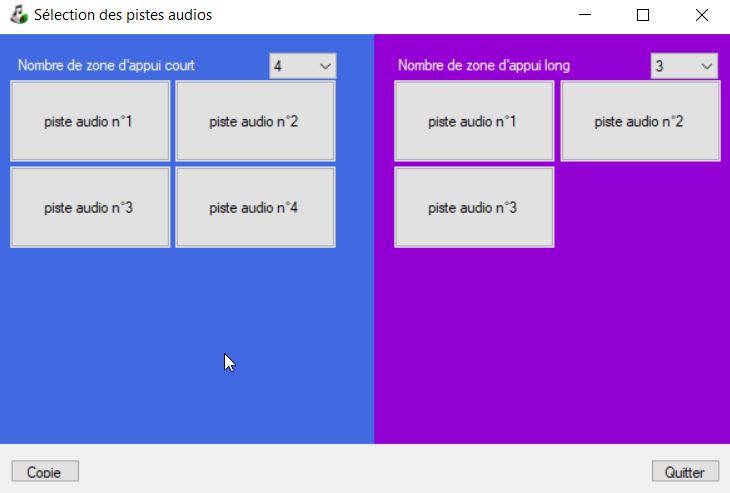 Sélection des pistes audios
Nombre de zone d'appui court 4
piste audio n°1 piste audio n°2
piste audio n°3 piste audio n°4
Nombre de zone d'appui long 3
piste audio n°1 piste audio n°2
piste audio n°3
Copie
Quitter